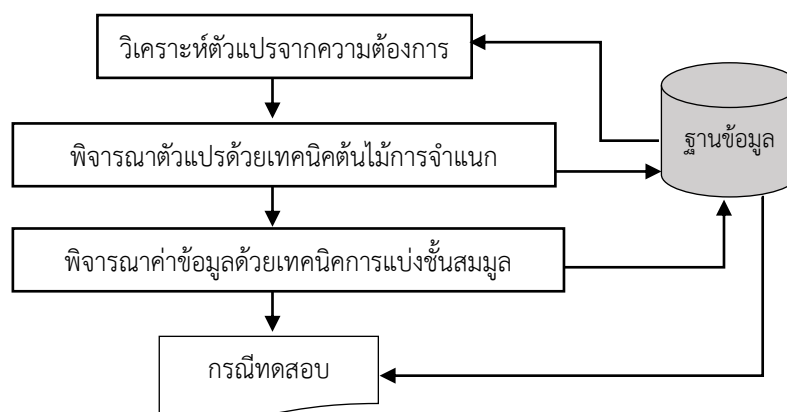 วิเคราะห์ตัวแปรจากความต้องการ
ฐานข้อมูล
พิจารณาตัวแปรด้วยเทคนิคต้นไม้การจำแนก
พิจารณาค่าข้อมูลด้วยเทคนิคการแบ่งชั้นสมมูล
กรณีทดสอบ